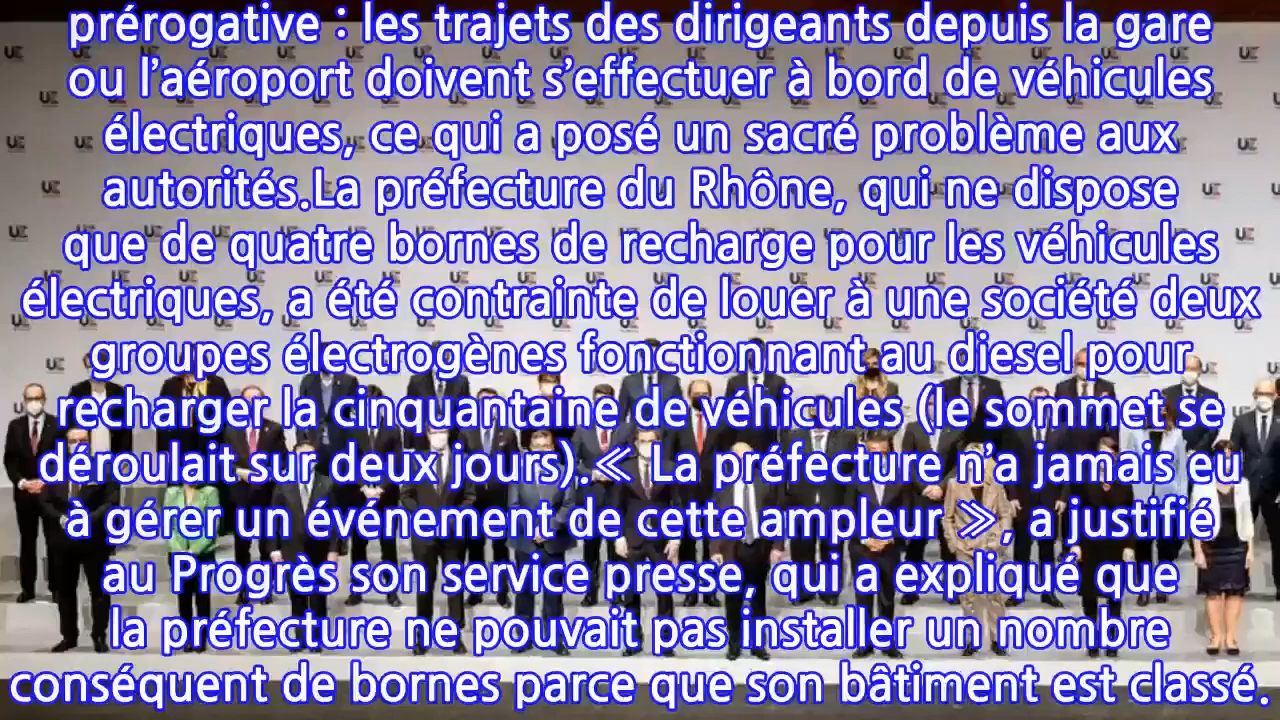 prérogative : les trajets des dirigeants depuis la gare
ou l’aéroport doivent s’effectuer à bord de véhicules
électriques, ce qui a posé un sacré problème aux
autorités.La préfecture du Rhône, qui ne dispose
que de quatre bornes de recharge pour les véhicules
électriques, a été contrainte de louer à une société deux
groupes électrogènes fonctionnant au diesel pour
recharger la cinquantaine de véhicules (le sommet se
déroulait sur deux jours).≪ La préfecture n’a jamais eu
à gérer un événement de cette ampleur ≫, a justifié
au Progrès son service presse, qui a expliqué que
la préfecture ne pouvait pas installer un nombre
conséquent de bornes parce que son bâtiment est classé.